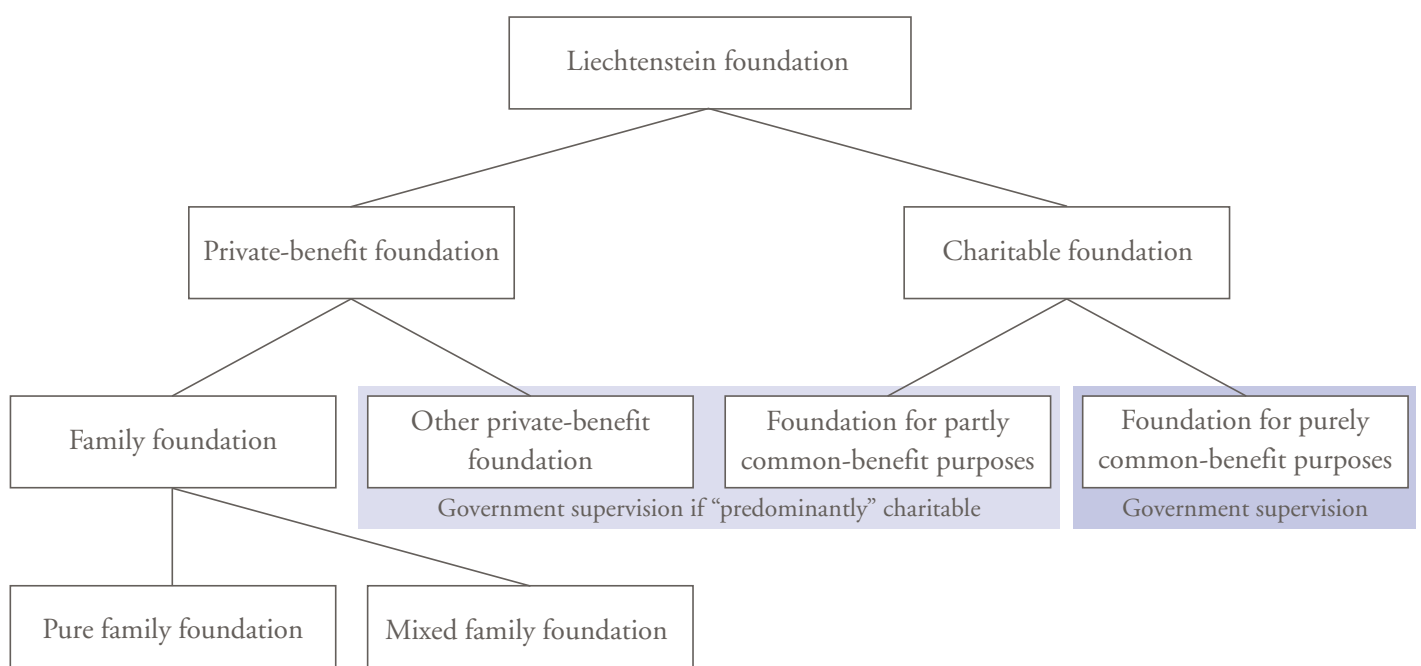 Liechtenstein foundation
Private-benefit foundation
Charitable foundation
Family foundation
Other private-benefit
foundation
Foundation for partly
common-benefit purposes
Foundation for purely
common-benefit purposes
Government supervision if “predominantly” charitable
Government supervision
Pure family foundation
Mixed family foundation